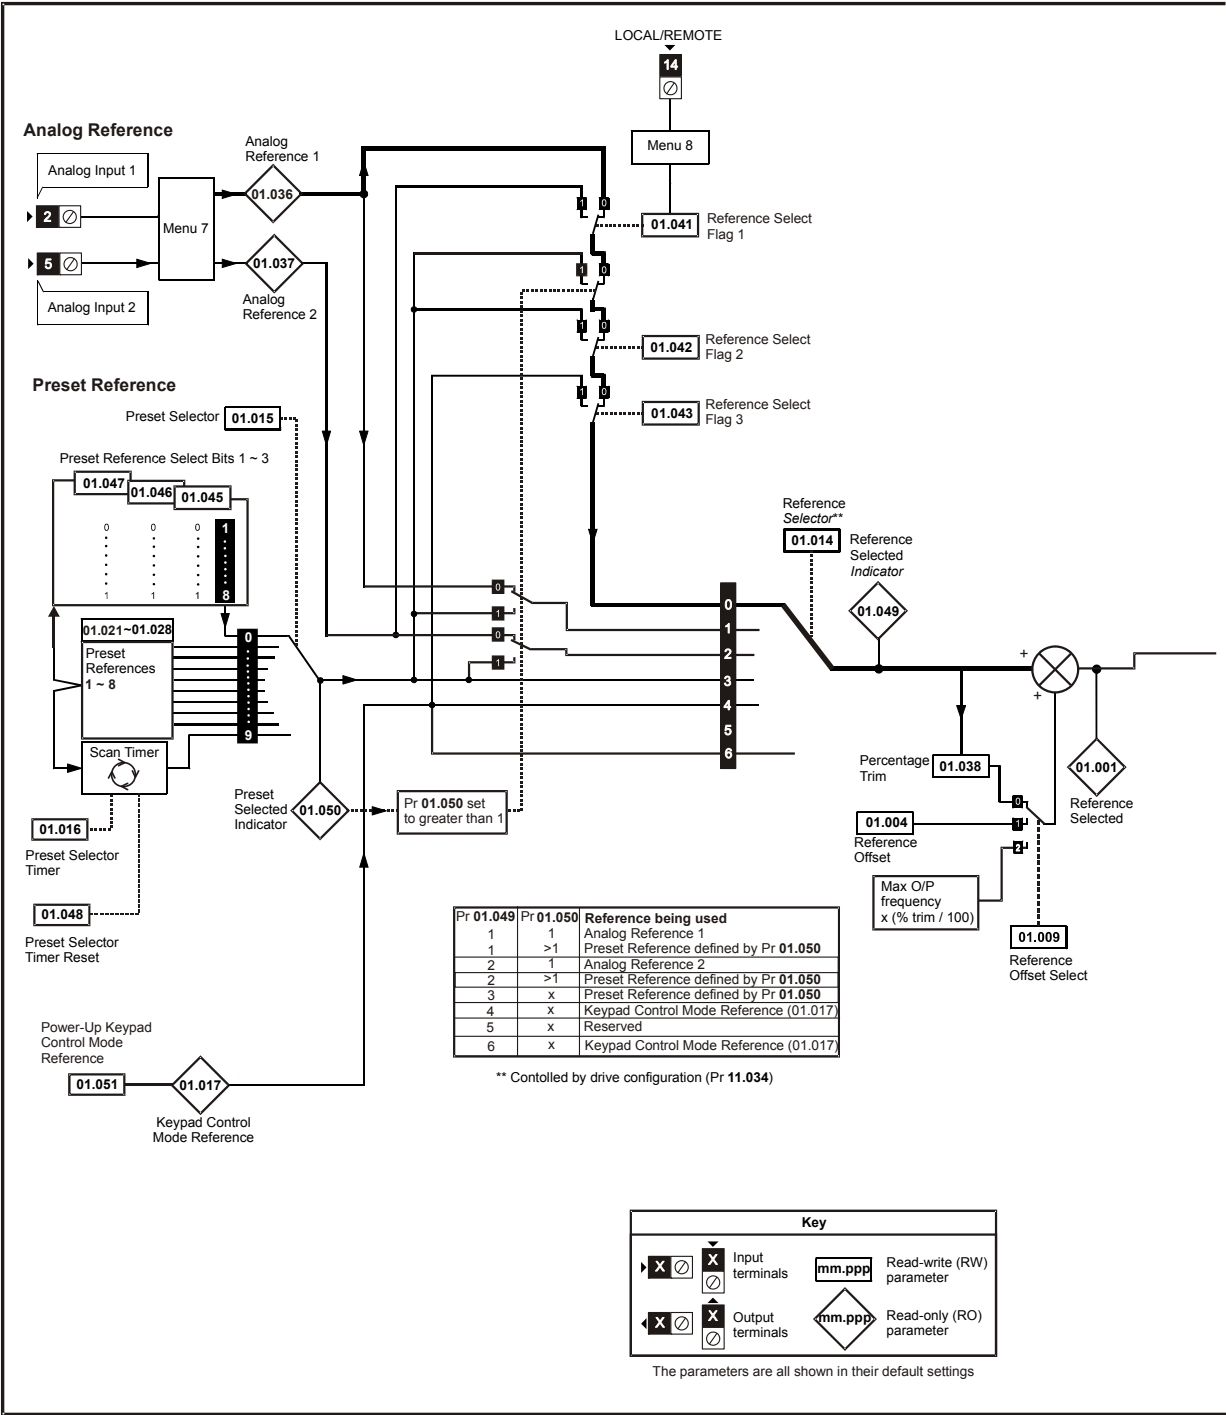 LOCAL/REMOTE
14
Menu 8
Analog Reference
Analog Input 1
2
5
Analog Input 2
Menu 7
Analog
Reference 1
01.036
01.037
Analog
Reference 2
1
0
01.041
Reference Select
Flag 1
1
0
1
0
01.042
Reference Select
Flag 2
1
0
01.043
Reference Select
Flag 3
Preset Reference
Preset Selector
01.015
Preset Reference Select Bits 1 ~ 3
01.047
01.046
01.045
0
0
0
1
1
1
1
8
01.021~01.028
Preset
References
1 ~ 8
0
9
Scan Timer
01.016
Preset Selector
Timer
01.048
Preset Selector
Timer Reset
Preset
Selected
Indicator
01.050
Pr 01.050 set
to greater than 1
0
1
0
1
0
1
2
3
4
5
6
Reference
Selector**
01.014
Reference
Selected
Indicator
01.049
+
+
Percentage
Trim
01.038
01.001
Reference
Selected
01.004
Reference
Offset
0
1
2
Max O/P
frequency
x (% trim / 100)
01.009
Reference
Offset Select
Pr 01.049 Pr 01.050 Reference being used
1 1 Analog Reference 1
1 >1 Preset Reference defined by Pr 01.050
2 1 Analog Reference 2
2 >1 Preset Reference defined by Pr 01.050
3 x Preset Reference defined by Pr 01.050
4 x Keypad Control Mode Reference (01.017)
5 x Reserved
6 x Keypad Control Mode Reference (01.017)
** Contolled by drive configuration (Pr 11.034)
Power-Up Keypad
Control Mode
Reference
01.051
01.017
Keypad Control
Mode Reference
Key
X
X
Input
terminals
mm.ppp
Read-write (RW)
parameter
X
X
Output
terminals
mm.ppp
Read-only (RO)
parameter
The parameters are all shown in their default settings